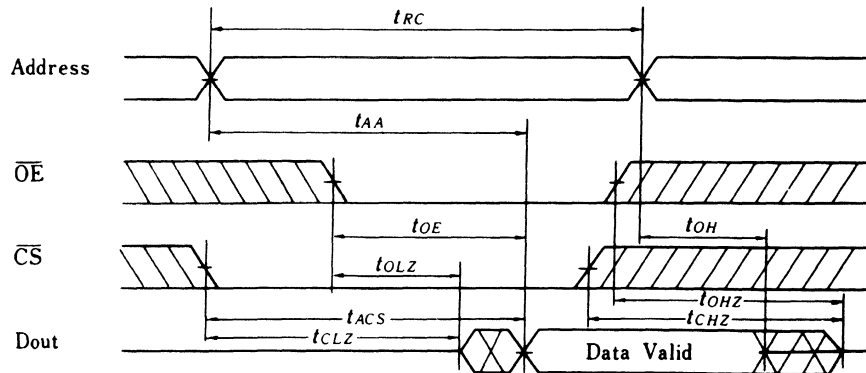 tRC
Address
tAA
OE
tOE
tOH
CS
tOLZ
tOHZ
tACS
tCHZ
tCLZ
Dout
Data Valid